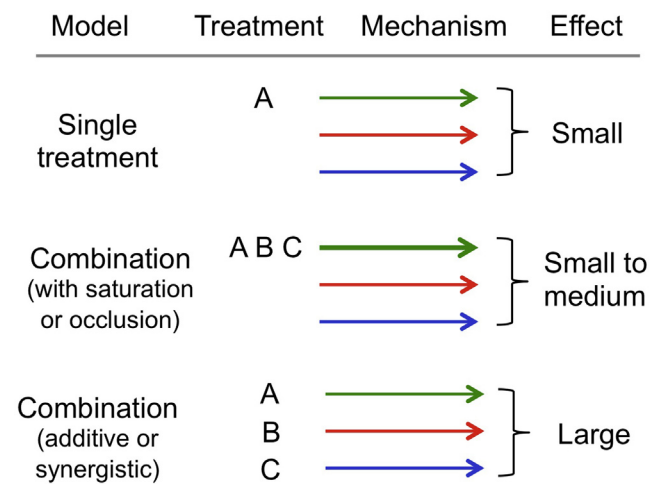 Model Treatment Mechanism Effect
A
Single
treatment
Small
Combination
(with saturation
or occlusion)
A B C
Small to
medium
Combination
(additive or
synergistic)
A
B
C
Large